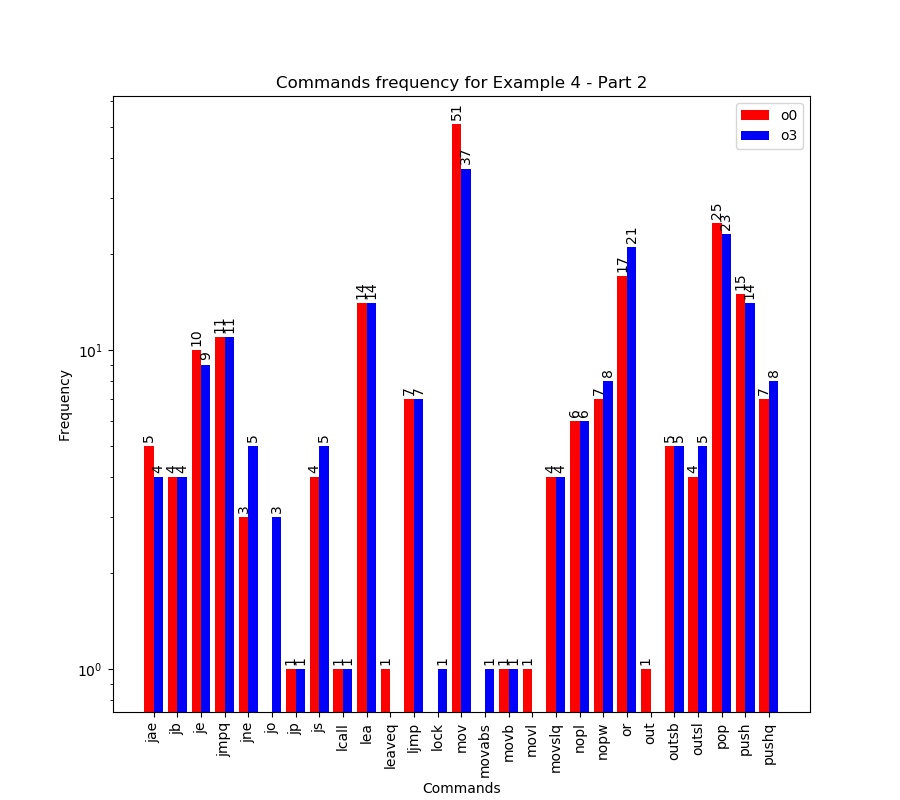 Commands frequency for Example 4 - Part 2
o0
o3
51
37
25
23
21
17
15
14
14
14
11
11
10
9
8
8
7
7
7
7
6
6
5
5
5
5
5
5
4
4
4
4
4
4
4
3
3
1
1
1
1
1
1
1
1
1
1
1
10¹
10⁰
Frequency
jae
jb
je
jmpq
jne
jo
jp
js
lcall
lea
leaveq
ljmp
lock
mov
movabs
movb
movl
movslq
nopl
nopw
or
out
outsb
outsl
pop
push
pushq
Commands